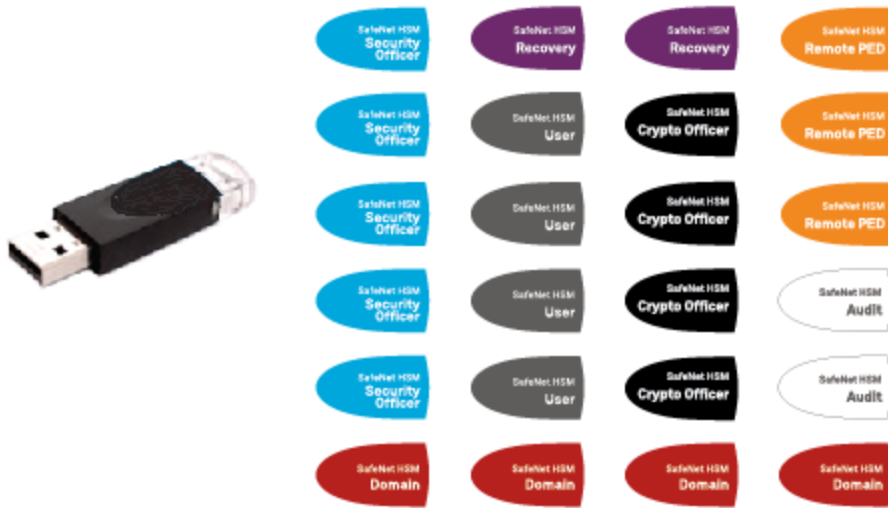 SafeNet HSM
Security
Officer
SafeNet HSM
Recovery
SafeNet HSM
Recovery
SafeNet HSM
Remote PED
SafeNet HSM
Security
Officer
SafeNet HSM
User
SafeNet HSM
Crypto Officer
SafeNet HSM
Remote PED
SafeNet HSM
Security
Officer
SafeNet HSM
User
SafeNet HSM
Crypto Officer
SafeNet HSM
Remote PED
SafeNet HSM
Security
Officer
SafeNet HSM
User
SafeNet HSM
Crypto Officer
SafeNet HSM
Audit
SafeNet HSM
Security
Officer
SafeNet HSM
User
SafeNet HSM
Crypto Officer
SafeNet HSM
Audit
SafeNet HSM
Domain
SafeNet HSM
Domain
SafeNet HSM
Domain
SafeNet HSM
Domain